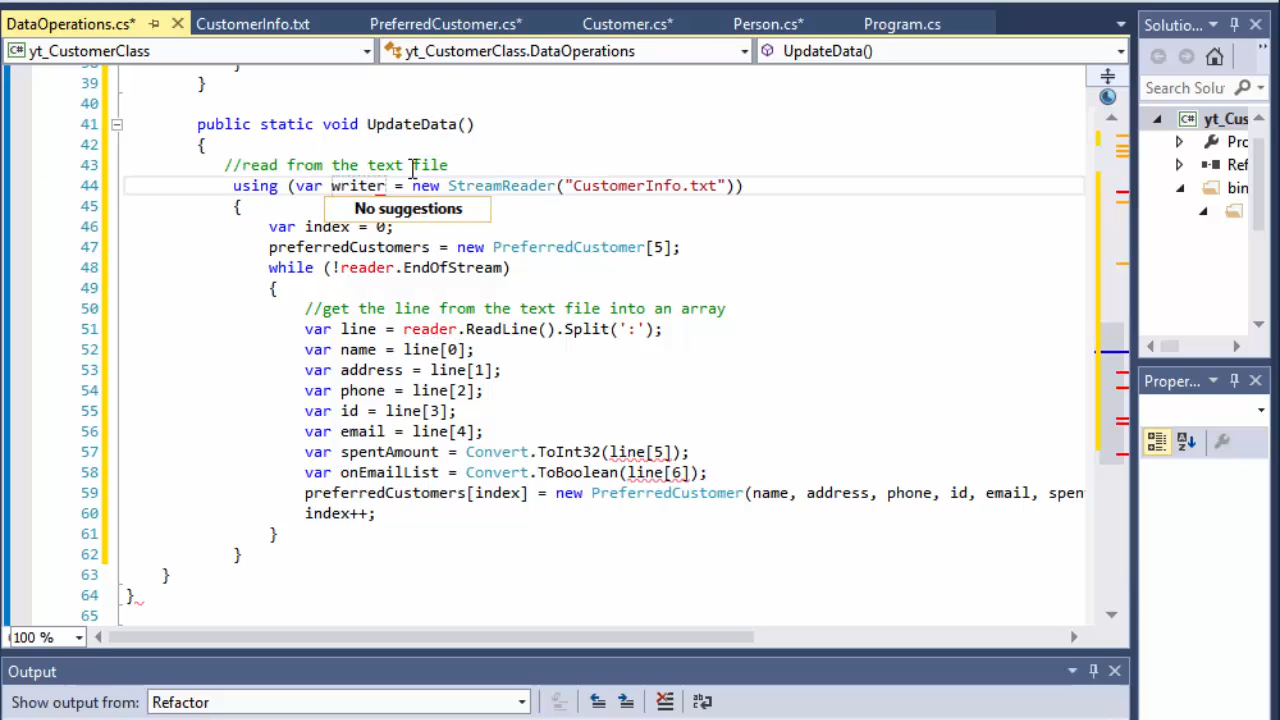 DataOperations.cs* CustomerInfo.txt PreferredCustomer.cs* Customer.cs* Person.cs* Program.cs Solutio...
yt_CustomerClass yt_CustomerClass.DataOperations UpdateData()
Search Solu
39 }
40
41 public static void UpdateData()
42 {
43 //read from the text file
44 using (var writer = new StreamReader("CustomerInfo.txt"))
45 {
No suggestions
46 var index = 0;
47 preferredCustomers = new PreferredCustomer[5];
48 while (!reader.EndOfStream)
49 {
50 //get the line from the text file into an array
51 var line = reader.ReadLine().Split(':');
52 var name = line[0];
53 var address = line[1];
54 var phone = line[2];
55 var id = line[3];
56 var email = line[4];
57 var spentAmount = Convert.ToInt32(line[5]);
58 var onEmailList = Convert.ToBoolean(line[6]);
59 preferredCustomers[index] = new PreferredCustomer(name, address, phone, id, email, spen
60 index++;
61 }
62 }
63 }
64 }
65
100 %
yt_Cus
Pro
Ref
bin
Proper...
Output
Show output from: Refactor